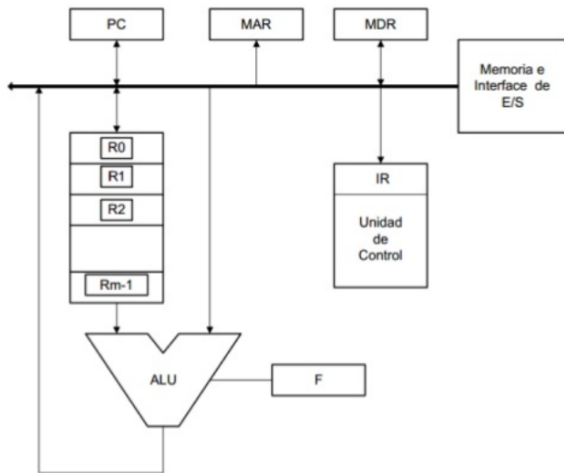 PC
MAR
MDR
Memoria e
Interface de
E/S
R0
R1
R2
Rm-1
IR
Unidad
de
Control
ALU
F